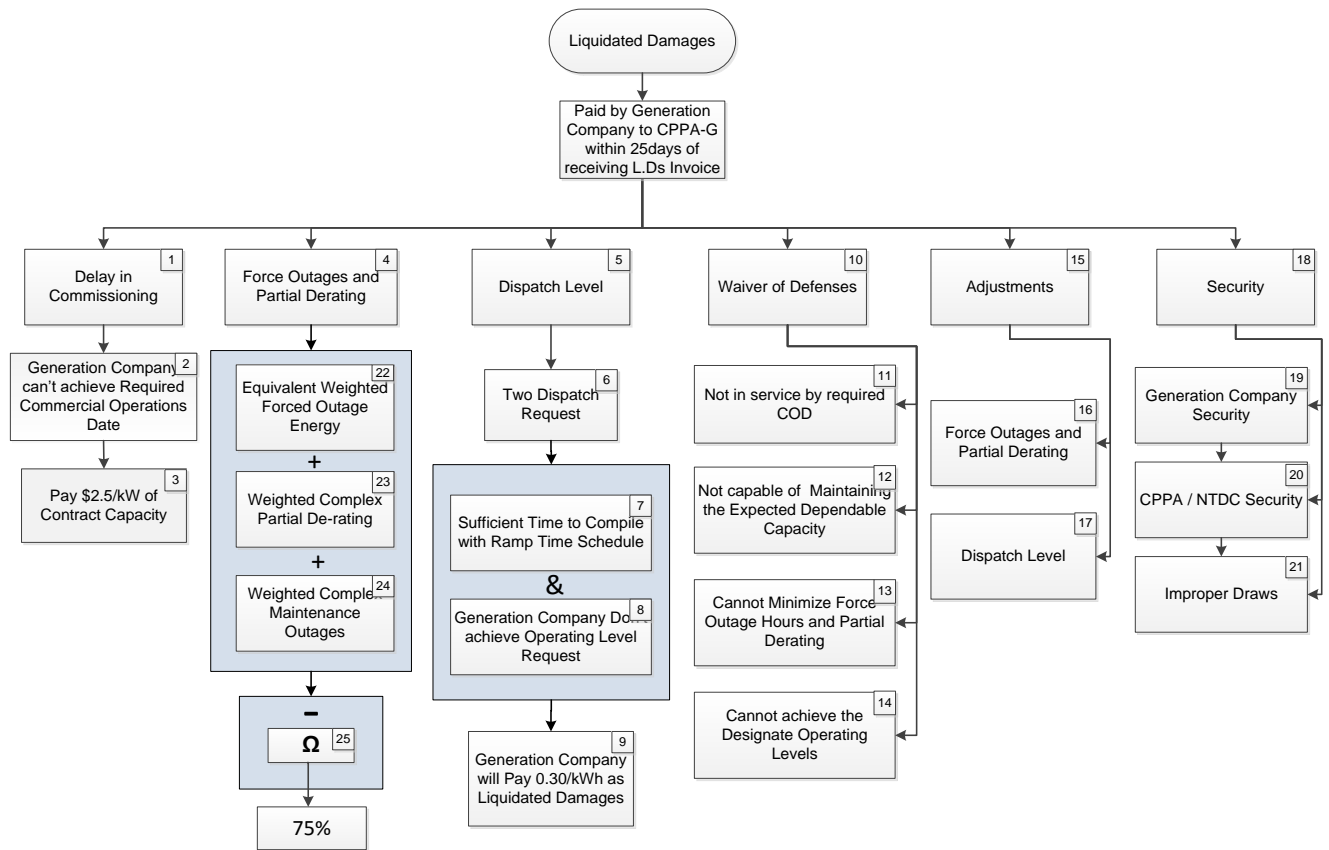 Liquidated Damages
Paid by Generation
Company to CPPA-G
within 25days of
receiving L.Ds Invoice
1
Delay in
Commissioning
2
Generation Company
can't achieve Required
Commercial Operations
Date
3
Pay $2.5/kW of
Contract Capacity
4
Force Outages and
Partial Derating
22
Equivalent Weighted
Forced Outage
Energy
+
23
Weighted Complex
Partial De-rating
+
24
Weighted Complex
Maintenance
Outages
–
Ω
25
75%
5
Dispatch Level
6
Two Dispatch
Request
7
Sufficient Time to Compile
with Ramp Time Schedule
&
8
Generation Company Don't
achieve Operating Level
Request
9
Generation Company
will Pay 0.30/kWh as
Liquidated Damages
10
Waiver of Defenses
11
Not in service by required
COD
12
Not capable of Maintaining
the Expected Dependable
Capacity
13
Cannot Minimize Force
Outage Hours and Partial
Derating
14
Cannot achieve the
Designate Operating
Levels
15
Adjustments
16
Force Outages and
Partial Derating
17
Dispatch Level
18
Security
19
Generation Company
Security
20
CPPA / NTDC Security
21
Improper Draws